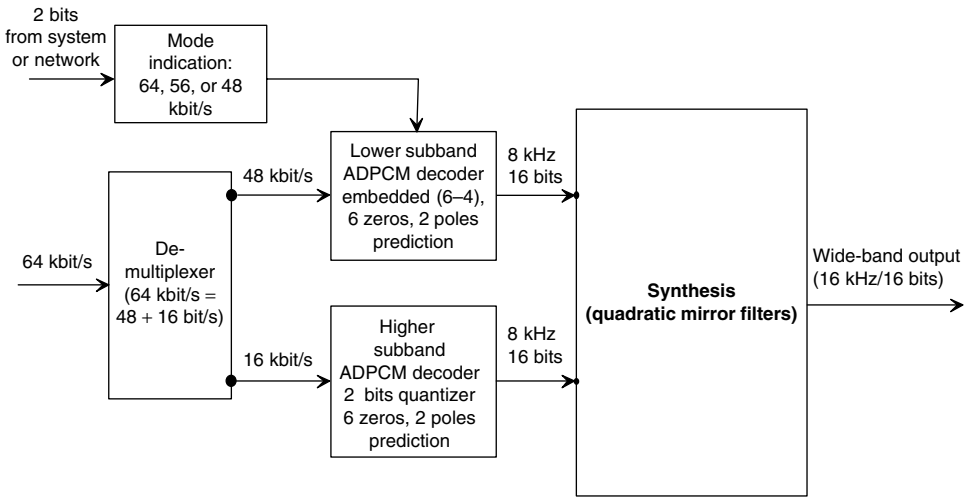 2 bits
from system
or network
Mode
indication:
64, 56, or 48
kbit/s
64 kbit/s
De-
multiplexer
(64 kbit/s =
48 + 16 bit/s)
48 kbit/s
16 kbit/s
Lower subband
ADPCM decoder
embedded (6–4),
6 zeros, 2 poles
prediction
Higher
subband
ADPCM decoder
2 bits quantizer
6 zeros, 2 poles
prediction
8 kHz
16 bits
8 kHz
16 bits
Synthesis
(quadratic mirror filters)
Wide-band output
(16 kHz/16 bits)